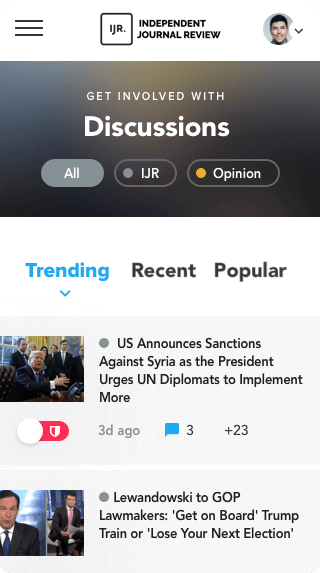 IJR.
INDEPENDENT
JOURNAL REVIEW
GET INVOLVED WITH
Discussions
All
IJR
Opinion
Trending
Recent
Popular
US Announces Sanctions
Against Syria as the President
Urges UN Diplomats to Implement
More
3d ago
3
+23
Lewandowski to GOP
Lawmakers: 'Get on Board' Trump
Train or 'Lose Your Next Election'